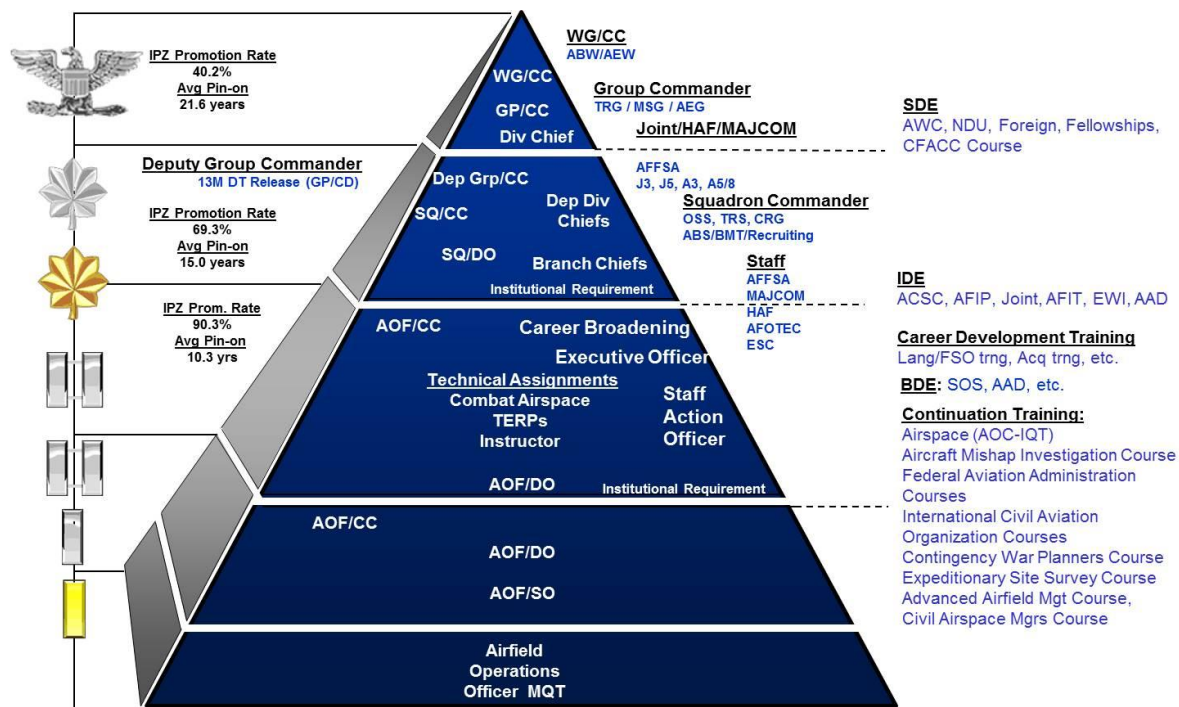 IPZ Promotion Rate
40.2%
Avg Pin-on
21.6 years
Deputy Group Commander
13M DT Release (GP/CD)
IPZ Promotion Rate
69.3%
Avg Pin-on
15.0 years
IPZ Prom. Rate
90.3%
Avg Pin-on
10.3 yrs
WG/CC
GP/CC
Div Chief
Dep Grp/CC
Dep Div
Chiefs
SQ/CC
SQ/DO
Branch Chiefs
Institutional Requirement
AOF/CC
Career Broadening
Executive Officer
Technical Assignments
Combat Airspace
TERPs
Instructor
Staff
Action
Officer
AOF/DO
Institutional Requirement
AOF/CC
AOF/DO
AOF/SO
Airfield
Operations
Officer MQT
WG/CC
ABW/AEW
Group Commander
TRG / MSG / AEG
Joint/HAF/MAJCOM
AFFSA
J3, J5, A3, A5/8
Squadron Commander
OSS, TRS, CRG
ABS/BMT/Recruiting
Staff
AFFSA
MAJCOM
HAF
AFOTEC
ESC
SDE
AWC, NDU, Foreign, Fellowships,
CFACC Course
IDE
ACSC, AFIP, Joint, AFIT, EWI, AAD
Career Development Training
Lang/FSO trng, Acq trng, etc.
BDE: SOS, AAD, etc.
Continuation Training:
Airspace (AOC-IQT)
Aircraft Mishap Investigation Course
Federal Aviation Administration
Courses
International Civil Aviation
Organization Courses
Contingency War Planners Course
Expeditionary Site Survey Course
Advanced Airfield Mgt Course,
Civil Airspace Mgrs Course